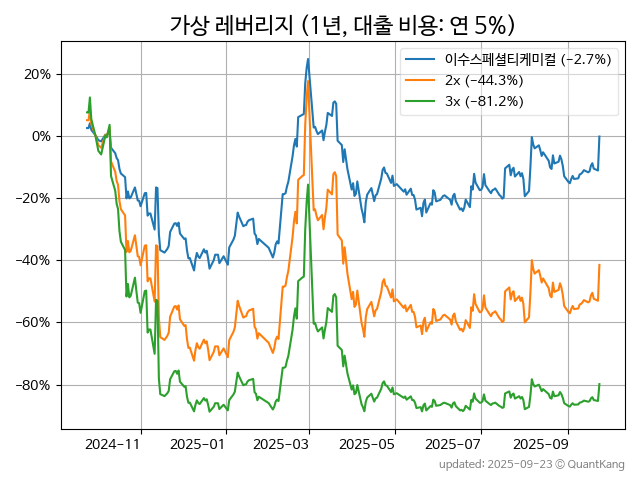 가상 레버리지 (1년, 대출 비용: 연 5%)
이수스페셜티케미컬 (−2.7%)
2x (−44.3%)
3x (−81.2%)
20%
0%
−20%
−40%
−60%
−80%
2024-11 2025-01 2025-03 2025-05 2025-07 2025-09
updated: 2025-09-23 © QuantKang